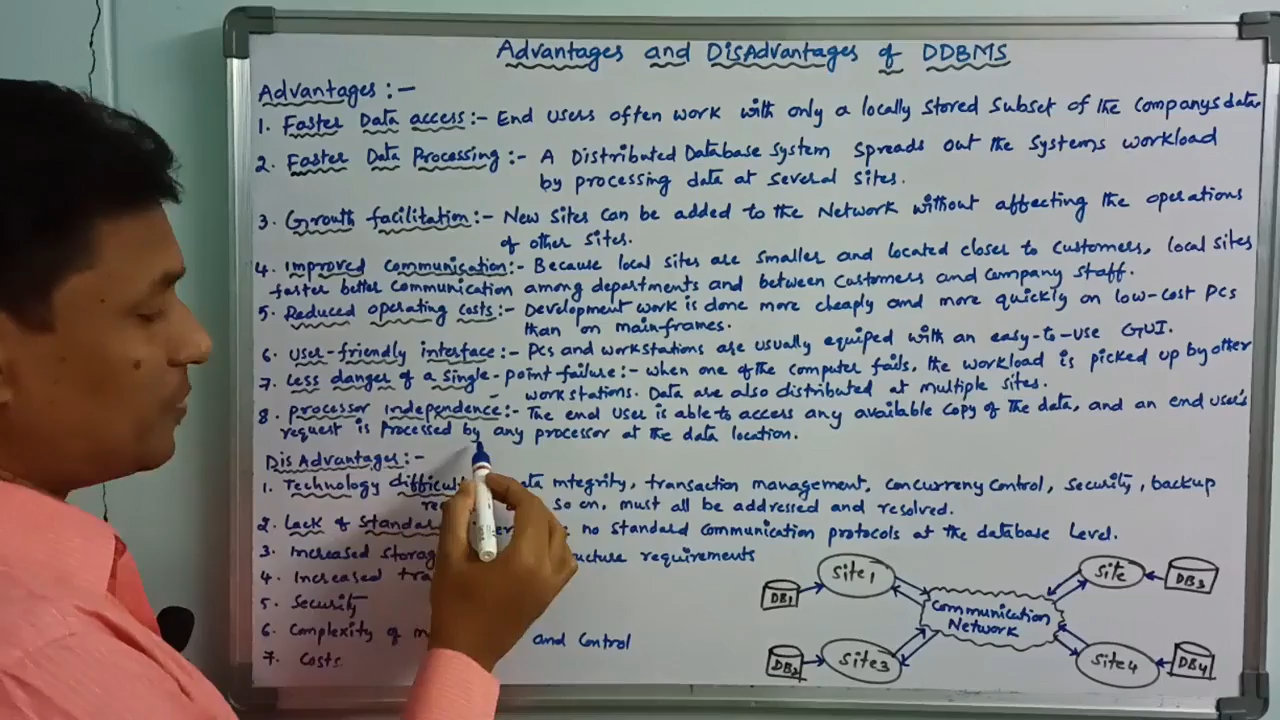 Advantages and DisAdvantages of DDBMS
Advantages :-
1. Faster Data access :- End users often work with only a locally stored subset of the companys data.
2. Faster Data Processing :- A Distributed Database system spreads out the systems workload
by processing data at several sites.
3. Growth facilitation :- New sites can be added to the Network without affecting the operations
of other sites.
4. Improved communication :- Because local sites are smaller and located closer to customers, local sites
faster better communication among departments and between customers and company staff.
5. Reduced operating costs :- Development work is done more cheaply and more quickly on low-cost PCs
than on mainframes.
6. User-friendly interface :- PCs and workstations are usually equiped with an easy-to-use GUI.
7. Less danger of a single-point failure :- when one of the computer fails, the workload is picked up by other
workstations. Data are also distributed at multiple sites.
8. processor independence :- The end user is able to access any available copy of the data, and an end user's
request is processed by any processor at the data location.
DisAdvantages :-
1. Technology integrity, transaction management, concurreny control, security, backup
so on, must all be addressed and resolved.
2. Lack of no standard communication protocols at the database level.
3. Increased requirements
4. Increased
5. Security
6. Complexity of and control
7. Costs.
Site1
Site
DB1
DB3
Communication
Network
DB2
Site3
Site4
DB4